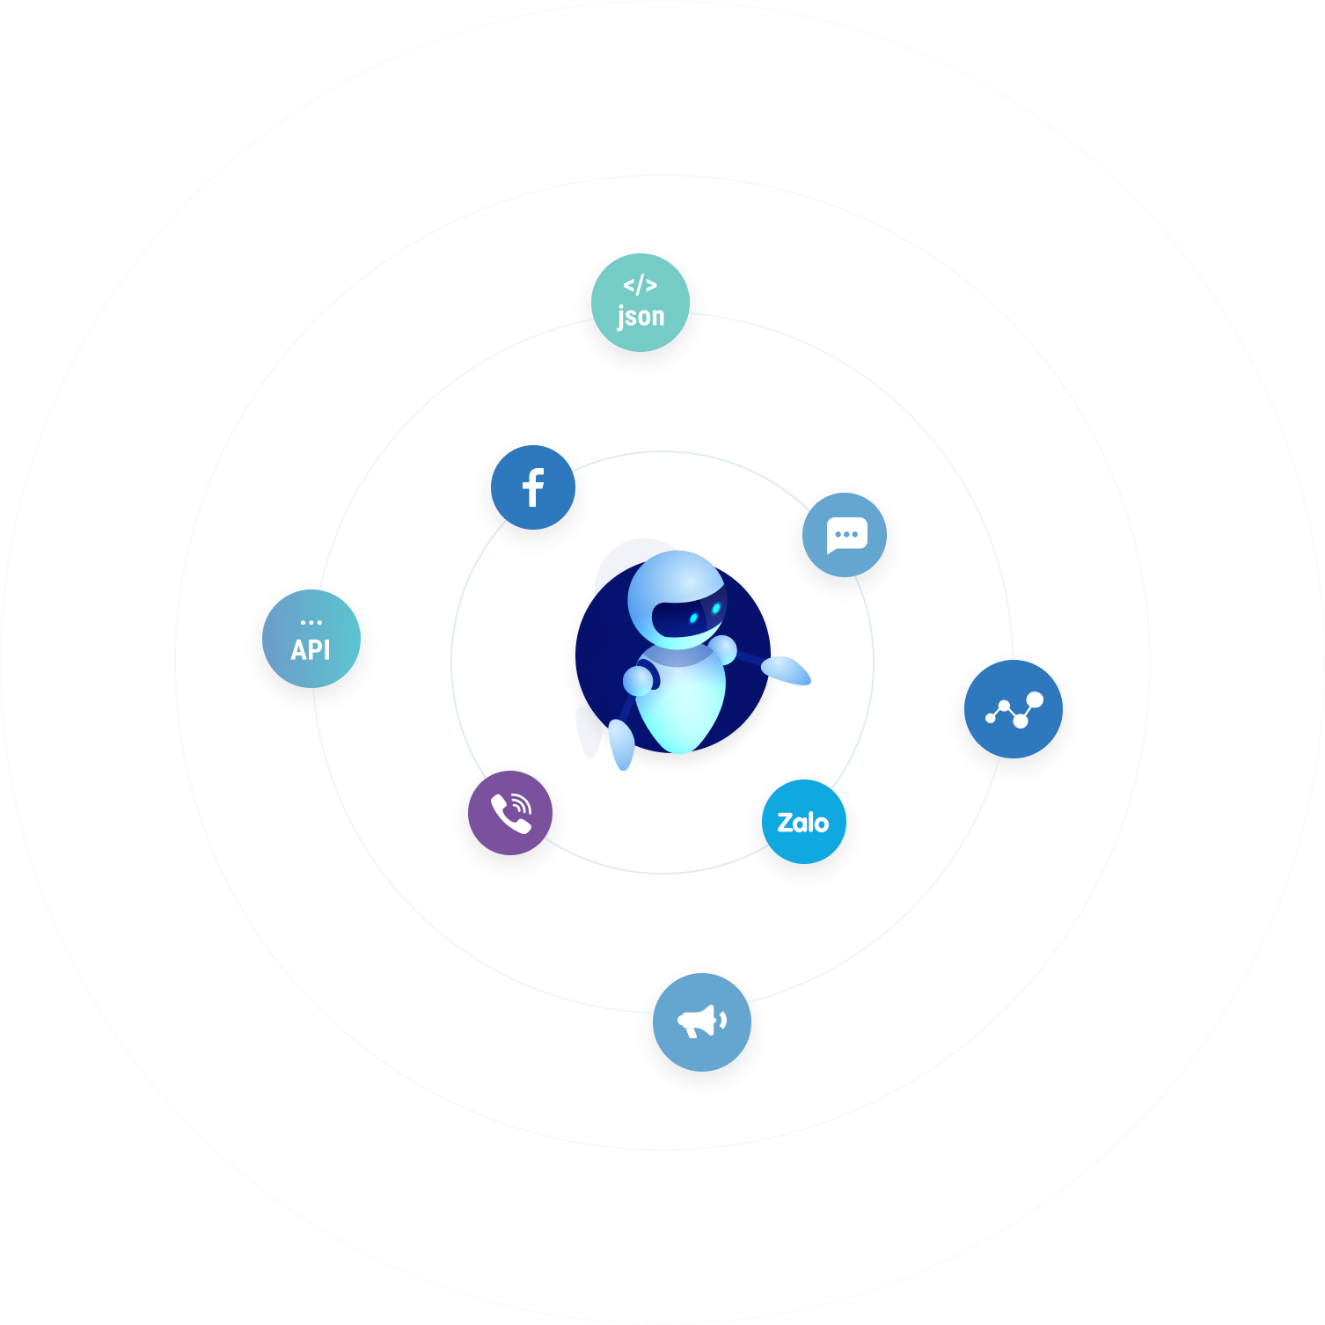 </>
json
f
... 
API
Zalo